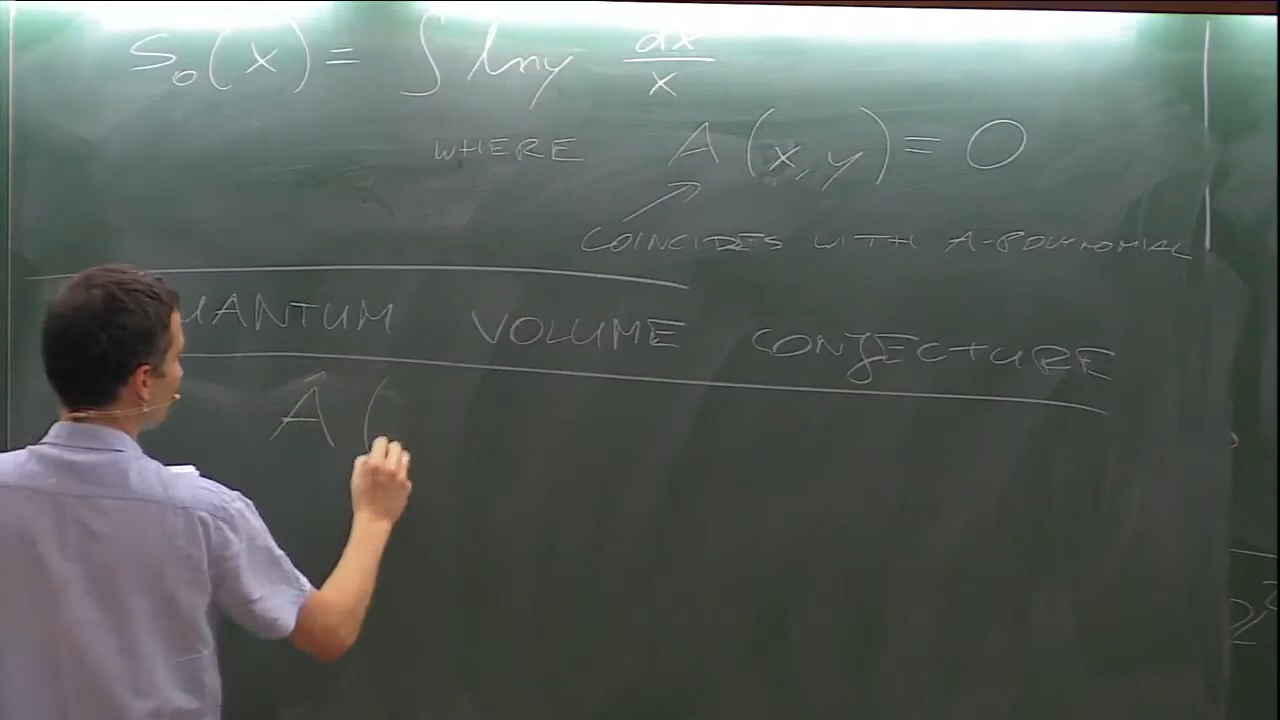 S₀(x) = ∫ ln y dx/x
WHERE A(x,y) = 0
COINCIDES WITH A-POLYNOMIAL
UANTUM VOLUME CONJECTURE
Â (